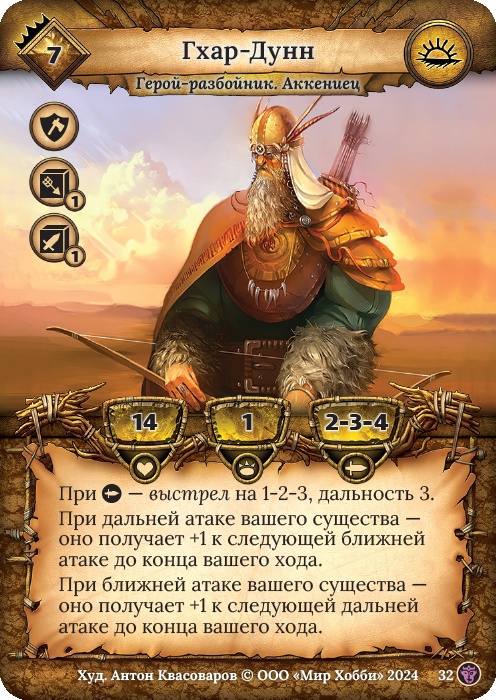 7
Гхар-Дунн
Герой-разбойник. Аккениец
1
1
14
1
2-3-4
При — выстрел на 1-2-3, дальность 3.
При дальней атаке вашего существа —
оно получает +1 к следующей ближней
атаке до конца вашего хода.
При ближней атаке вашего существа —
оно получает +1 к следующей дальней
атаке до конца вашего хода.
Худ. Антон Квасоваров © ООО «Мир Хобби» 2024
32